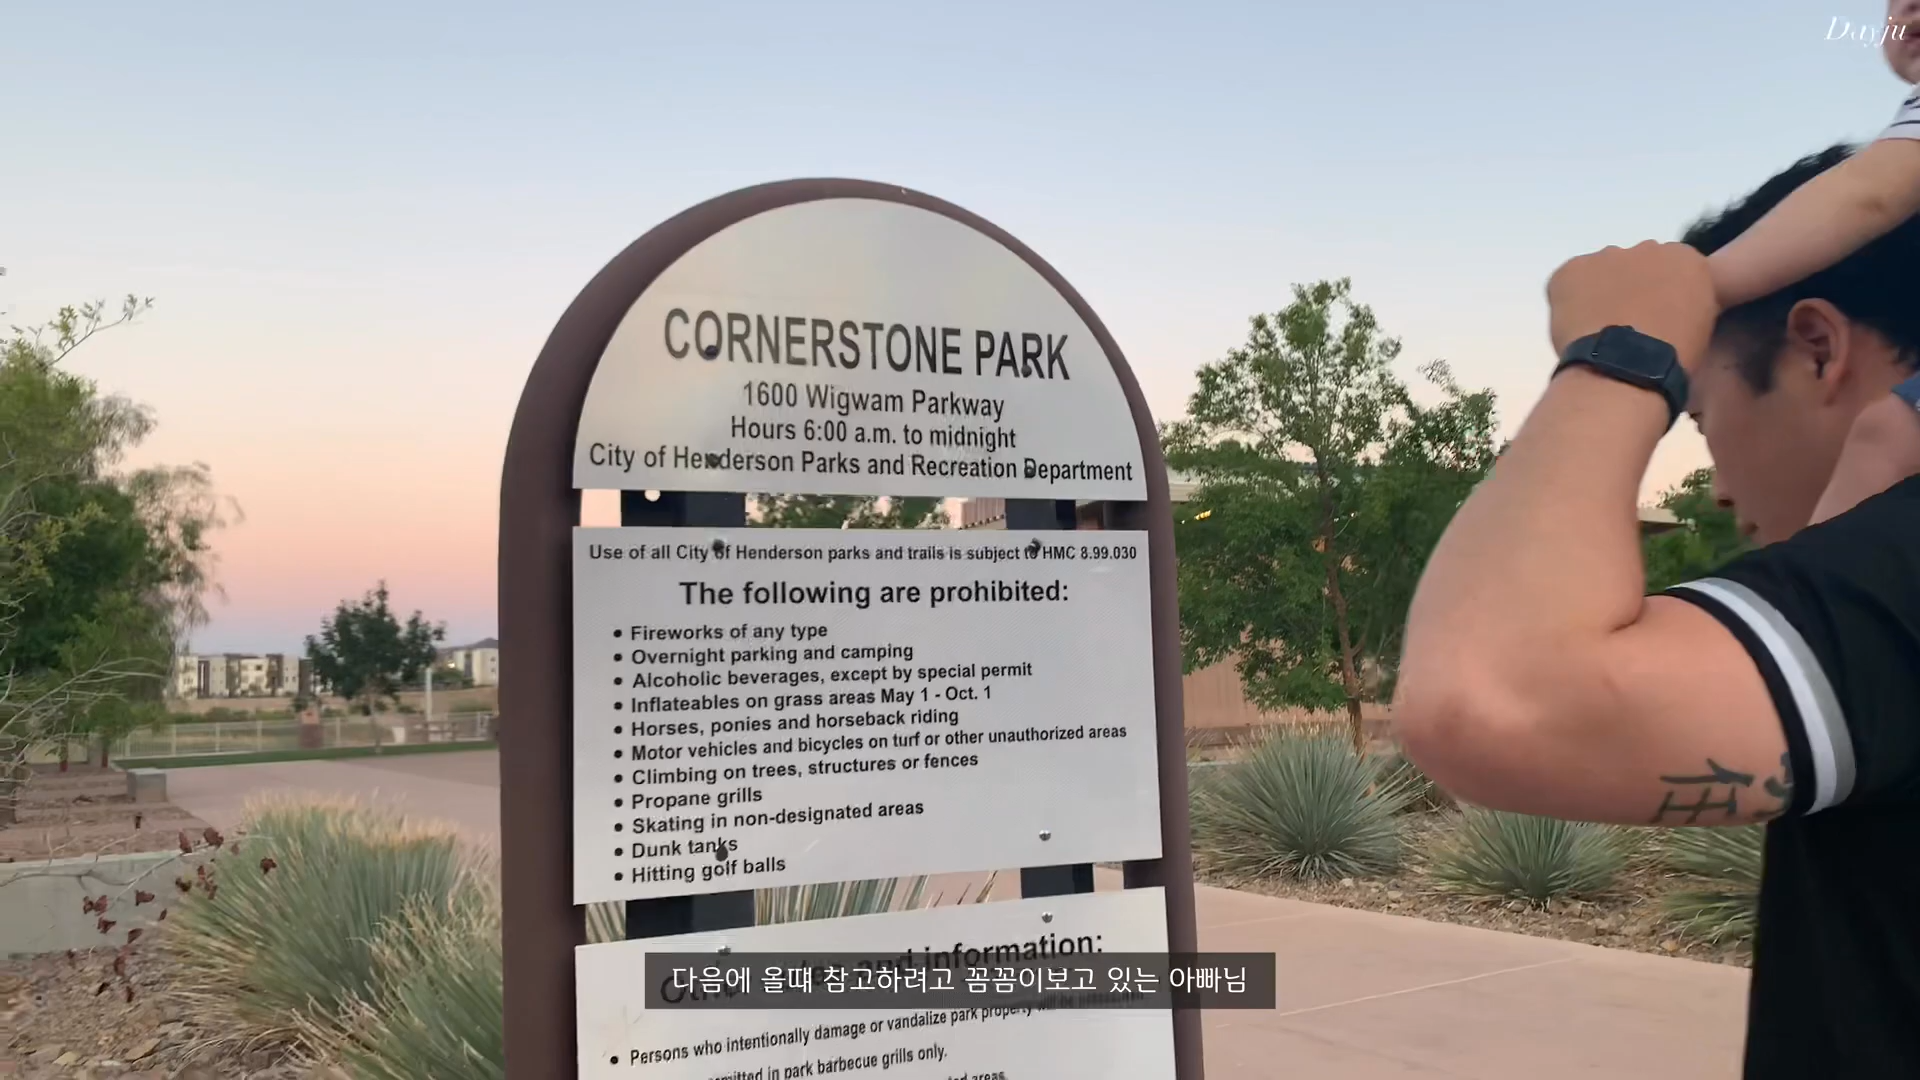 Dayju
CORNERSTONE PARK
1600 Wigwam Parkway
Hours 6:00 a.m. to midnight
City of Henderson Parks and Recreation Department
Use of all City of Henderson parks and trails is subject to HMC 8.99.030
The following are prohibited:
• Fireworks of any type
• Overnight parking and camping
• Alcoholic beverages, except by special permit
• Inflateables on grass areas May 1 - Oct. 1
• Horses, ponies and horseback riding
• Motor vehicles and bicycles on turf or other unauthorized areas
• Climbing on trees, structures or fences
• Propane grills
• Skating in non-designated areas
• Dunk tanks
• Hitting golf balls
and information:
다음에 올떄 참고하려고 꼼꼼이보고 있는 아빠님
• Persons who intentionally damage or vandalize park property will be
in park barbecue grills only.
areas
任